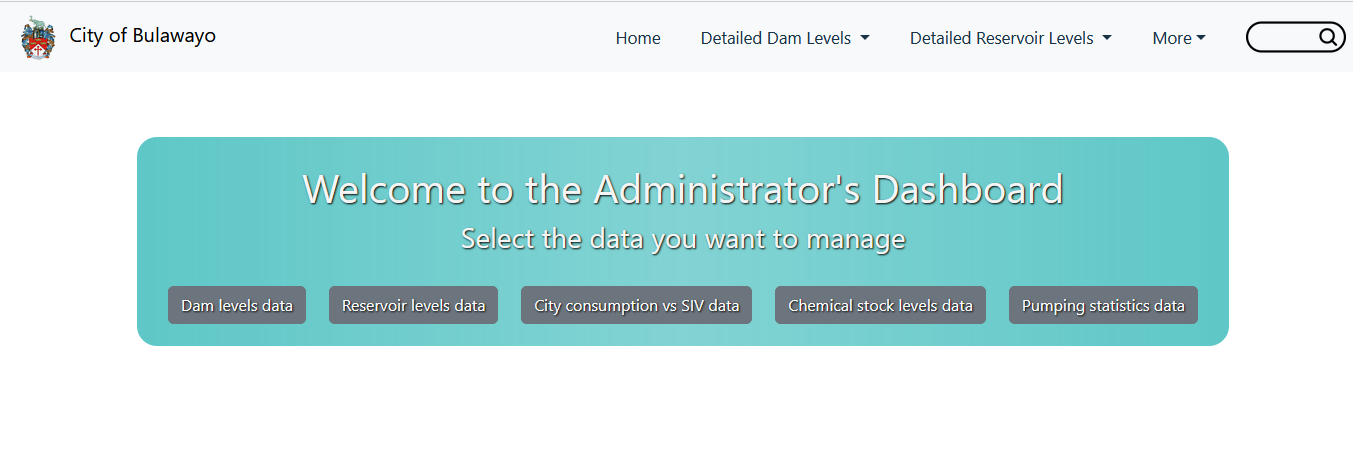 City of Bulawayo
Home
Detailed Dam Levels
Detailed Reservoir Levels
More
Welcome to the Administrator's Dashboard
Select the data you want to manage
Dam levels data
Reservoir levels data
City consumption vs SIV data
Chemical stock levels data
Pumping statistics data